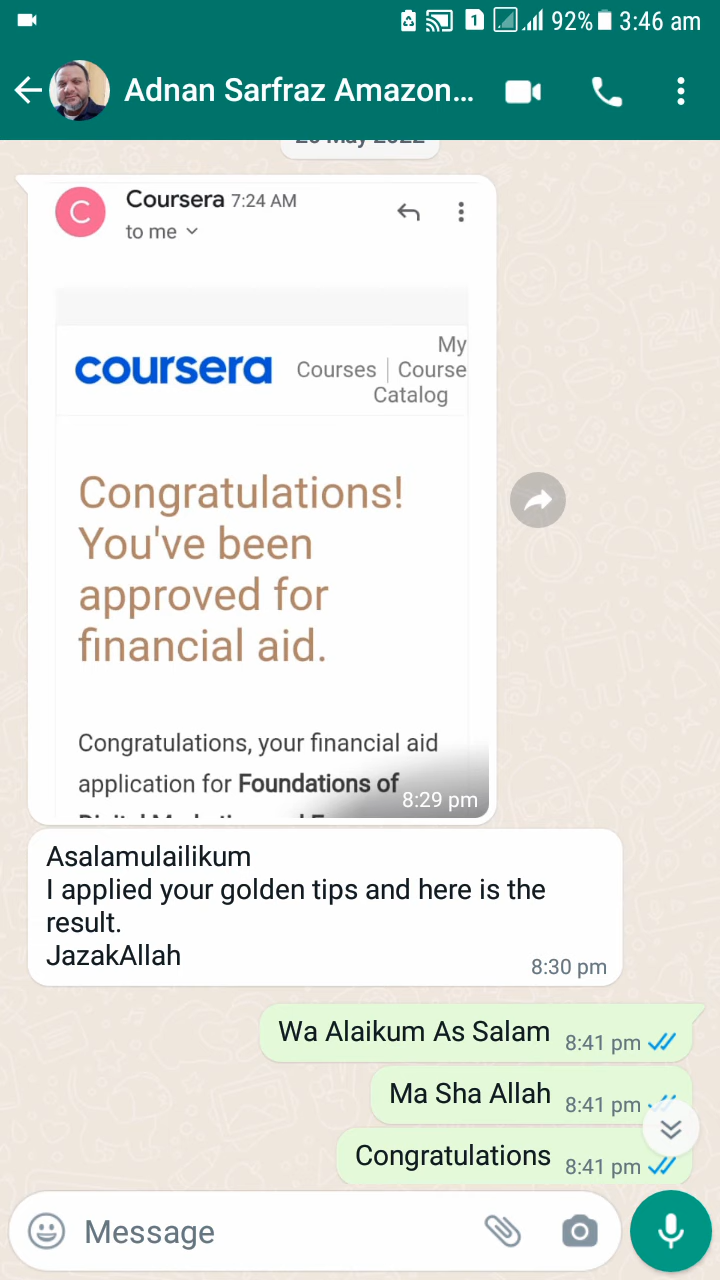 92% 3:46 am
Adnan Sarfraz Amazon...
26 May 2022
Coursera 7:24 AM
to me
C
coursera
My
Courses | Course
Catalog
Congratulations!
You've been
approved for
financial aid.
Congratulations, your financial aid
application for Foundations of
8:29 pm
Asalamulailikum
I applied your golden tips and here is the
result.
JazakAllah
8:30 pm
Wa Alaikum As Salam 8:41 pm
Ma Sha Allah 8:41 pm
Congratulations 8:41 pm
Message